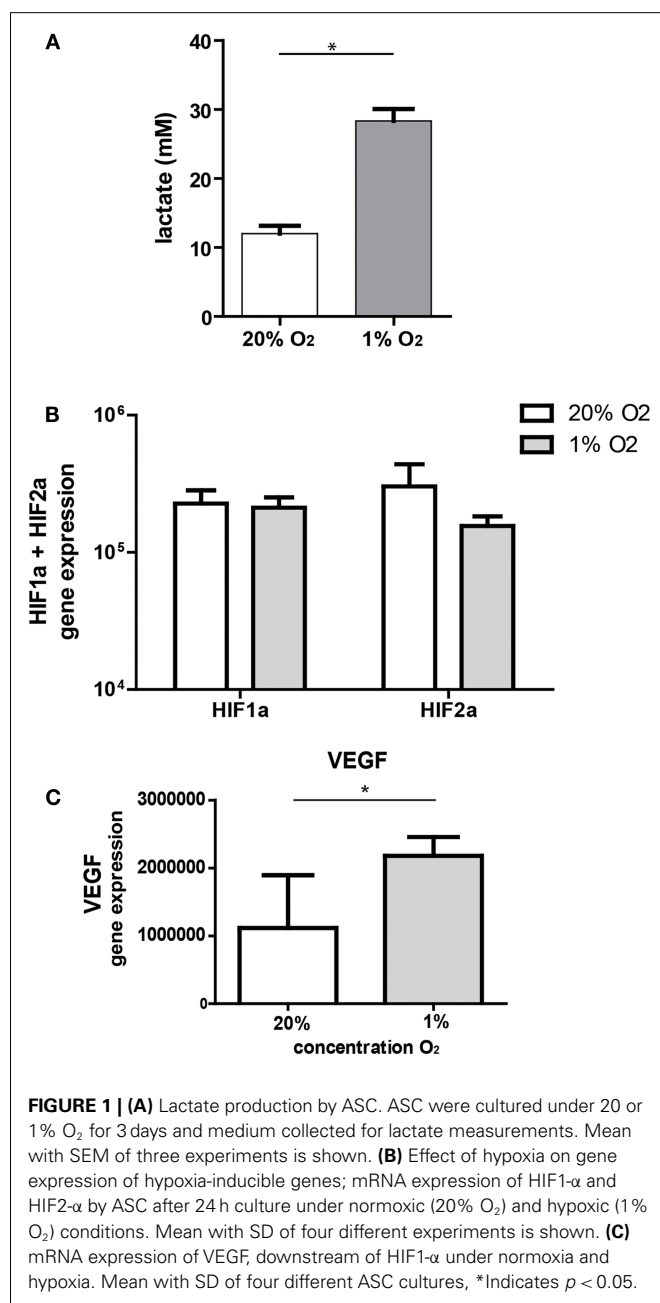 A
*
40
30
20
10
0
lactate (mM)
20% O₂
1% O₂
B
10⁶
10⁵
10⁴
HIF1a + HIF2a
gene expression
20% O2
1% O2
HIF1a
HIF2a
VEGF
C
*
3000000
2000000
1000000
0
VEGF
gene expression
20%
1%
concentration O₂
FIGURE 1 | (A) Lactate production by ASC. ASC were cultured under 20 or
1% O₂ for 3 days and medium collected for lactate measurements. Mean
with SEM of three experiments is shown. (B) Effect of hypoxia on gene
expression of hypoxia-inducible genes; mRNA expression of HIF1-α and
HIF2-α by ASC after 24 h culture under normoxic (20% O₂) and hypoxic (1%
O₂) conditions. Mean with SD of four different experiments is shown. (C)
mRNA expression of VEGF, downstream of HIF1-α under normoxia and
hypoxia. Mean with SD of four different ASC cultures, *Indicates p < 0.05.